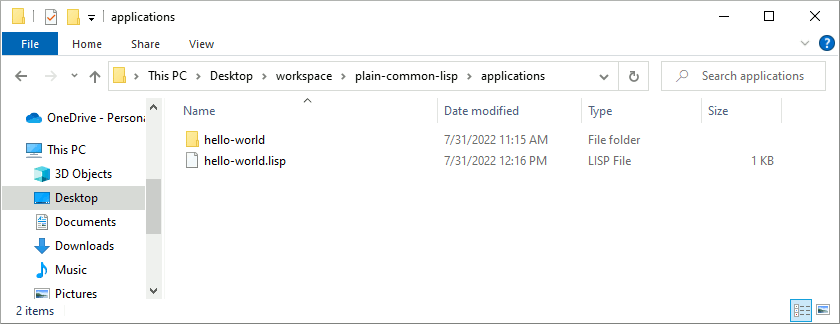 applications
File Home Share View
This PC Desktop workspace plain-common-lisp applications Search applications
Name Date modified Type Size
OneDrive - Persona
hello-world 7/31/2022 11:15 AM File folder
This PC
hello-world.lisp 7/31/2022 12:16 PM LISP File 1 KB
3D Objects
Desktop
Documents
Downloads
Music
Pictures
2 items